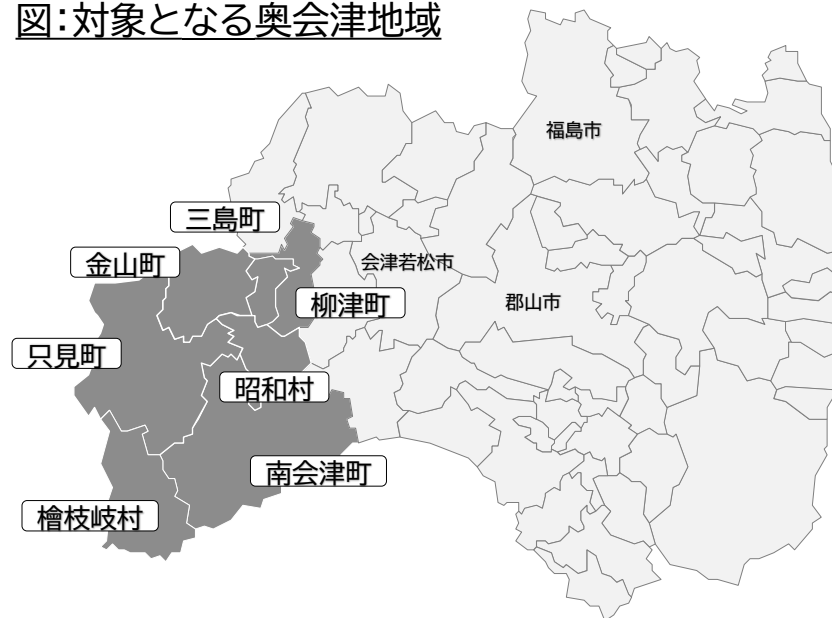 図：対象となる奥会津地域
福島市
三島町
金山町
会津若松市
柳津町
郡山市
只見町
昭和村
南会津町
檜枝岐村